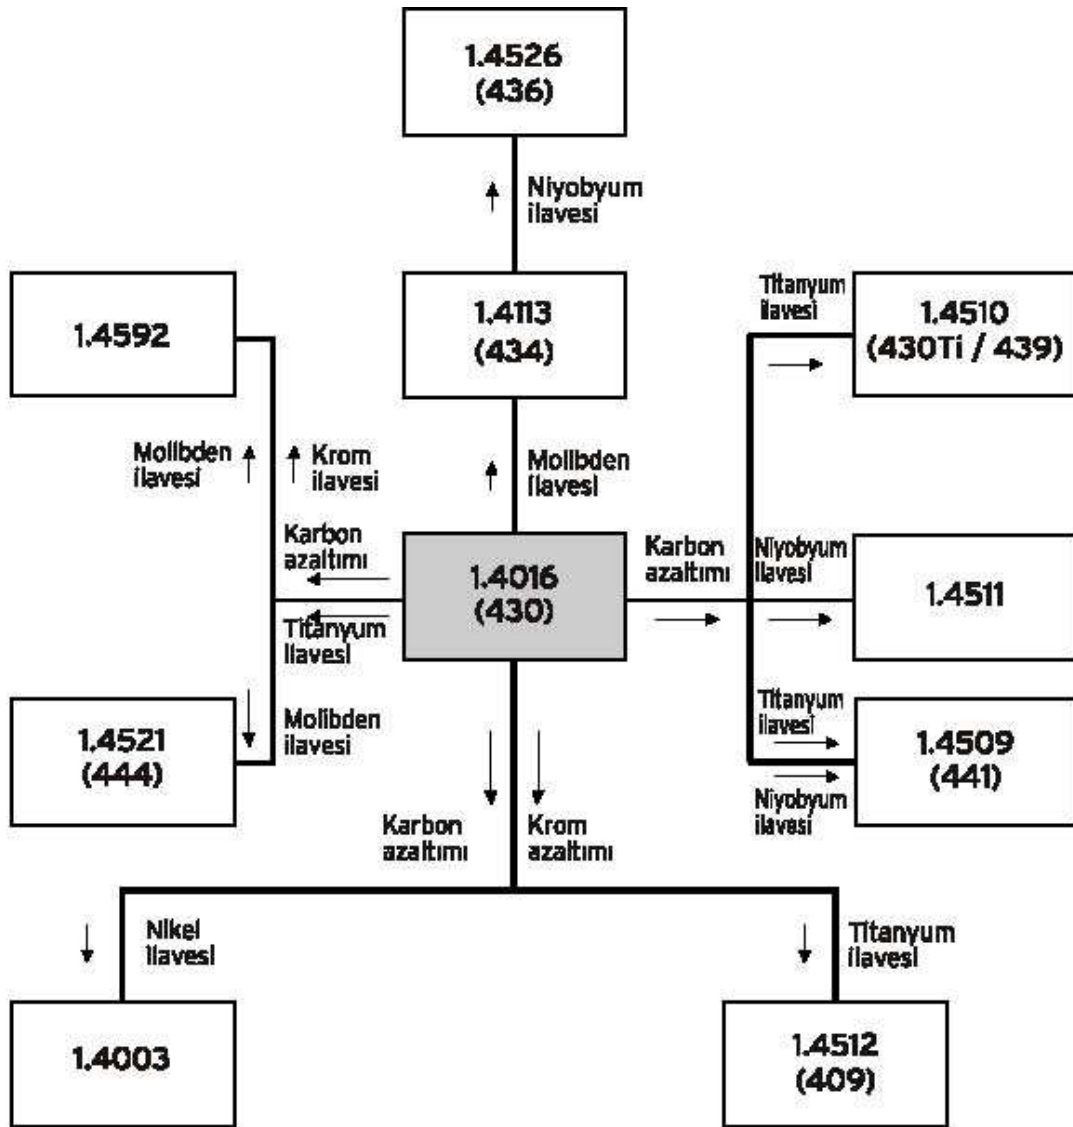 1.4526
(436)
Niyobyum
ilavesi
1.4592
1.4113
(434)
Titanyum
ilavesi
1.4510
(430Ti / 439)
Molibden
ilavesi
Krom
ilavesi
Molibden
ilavesi
Karbon
azaltımı
1.4016
(430)
Karbon
azaltımı
Niyobyum
ilavesi
1.4511
Titanyum
ilavesi
1.4521
(444)
Molibden
ilavesi
Titanyum
ilavesi
1.4509
(441)
Niyobyum
ilavesi
Karbon
azaltımı
Krom
azaltımı
Nikel
ilavesi
Titanyum
ilavesi
1.4003
1.4512
(409)